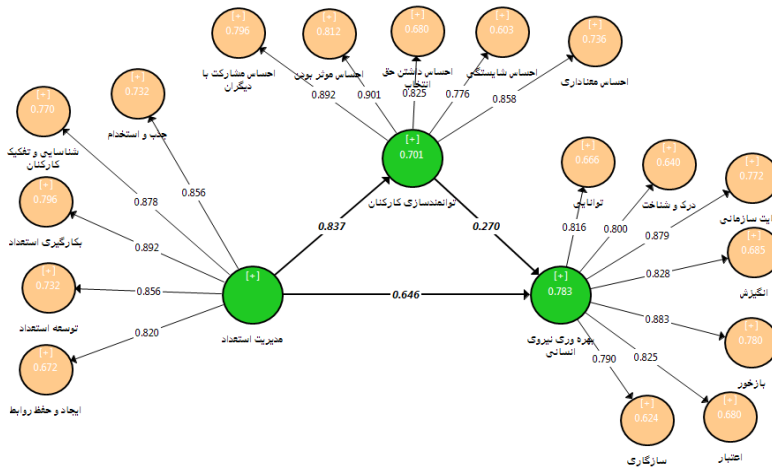 [+]
0.796
احساس مشارکت با
دیگران
[+]
0.812
احساس موثر بودن
[+]
0.680
احساس داشتن حق
انتخاب
[+]
0.603
احساس شایستگی
[+]
0.736
احساس معناداری
0.892
0.901
0.825
0.776
0.858
[+]
0.701
توانمندسازی کارکنان
[+]
0.732
جذب و استخدام
[+]
0.770
شناسایی و تفکیک
کارکنان
[+]
0.796
بکارگیری استعداد
[+]
0.732
توسعه استعداد
[+]
0.672
ایجاد و حفظ روابط
0.856
0.878
0.892
0.856
0.820
[+]
مدیریت استعداد
0.837
0.270
0.646
[+]
0.783
بهره وری نیروی
انسانی
[+]
0.666
توانایی
[+]
0.640
درک و شناخت
[+]
0.772
سازمانی
[+]
0.685
انگیزش
[+]
0.780
بازخور
[+]
0.680
اعتبار
[+]
0.624
سازگاری
0.816
0.800
0.879
0.828
0.883
0.825
0.790